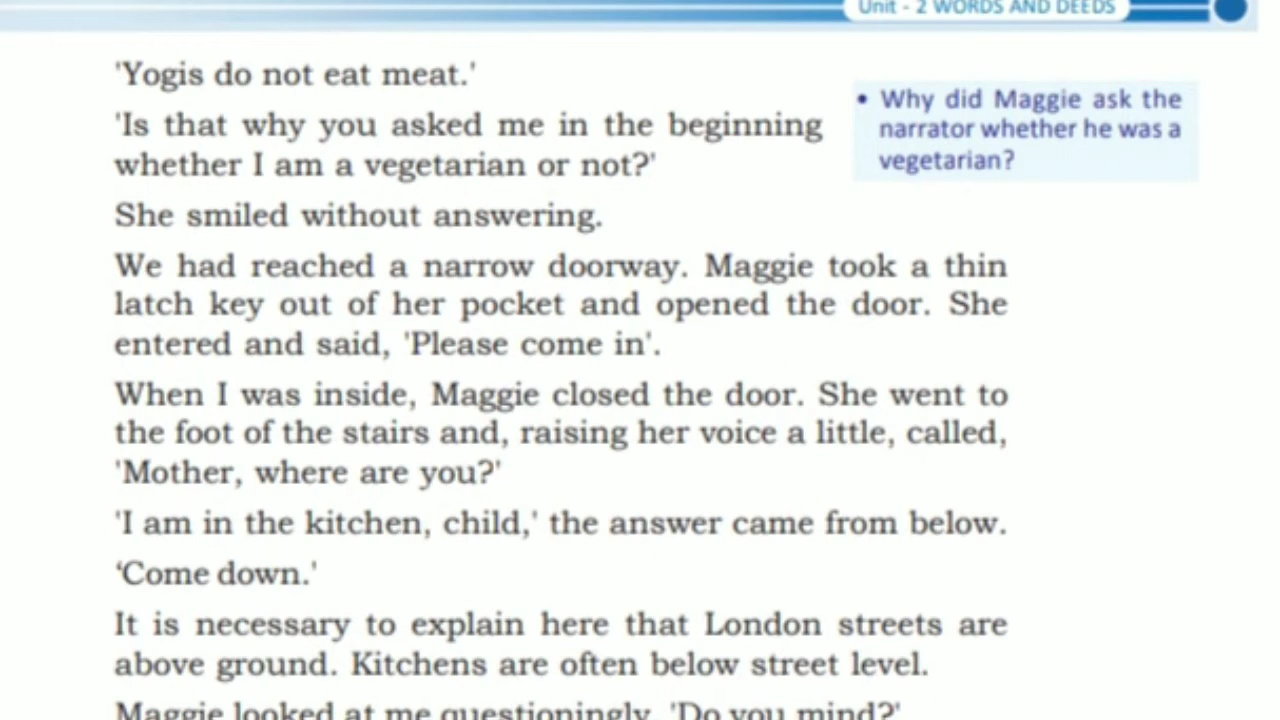 Unit - 2 WORDS AND DEEDS
'Yogis do not eat meat.'
'Is that why you asked me in the beginning
whether I am a vegetarian or not?'
• Why did Maggie ask the
narrator whether he was a
vegetarian?
She smiled without answering.
We had reached a narrow doorway. Maggie took a thin
latch key out of her pocket and opened the door. She
entered and said, 'Please come in'.
When I was inside, Maggie closed the door. She went to
the foot of the stairs and, raising her voice a little, called,
'Mother, where are you?'
'I am in the kitchen, child,' the answer came from below.
‘Come down.'
It is necessary to explain here that London streets are
above ground. Kitchens are often below street level.
Maggie looked at me questioningly. 'Do you mind?'